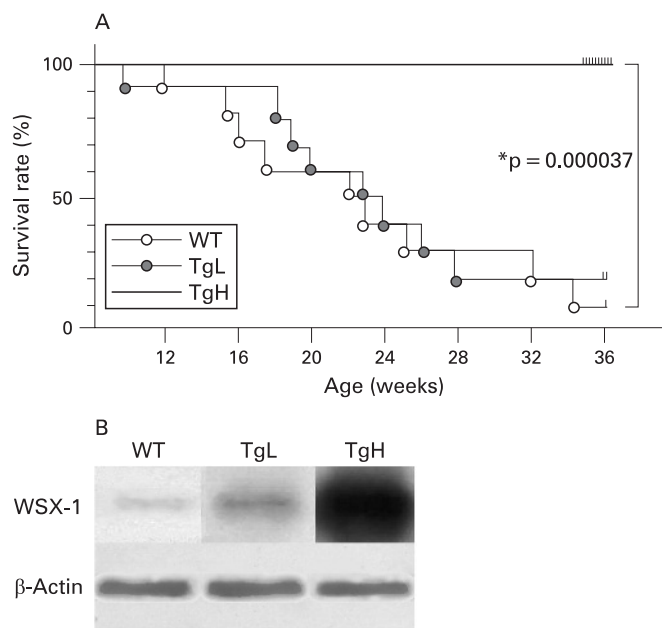 A
100
50
0
Survival rate (%)
*p = 0.000037
WT
TgL
TgH
12 16 20 24 28 32 36
Age (weeks)
B
WT TgL TgH
WSX-1
β-Actin